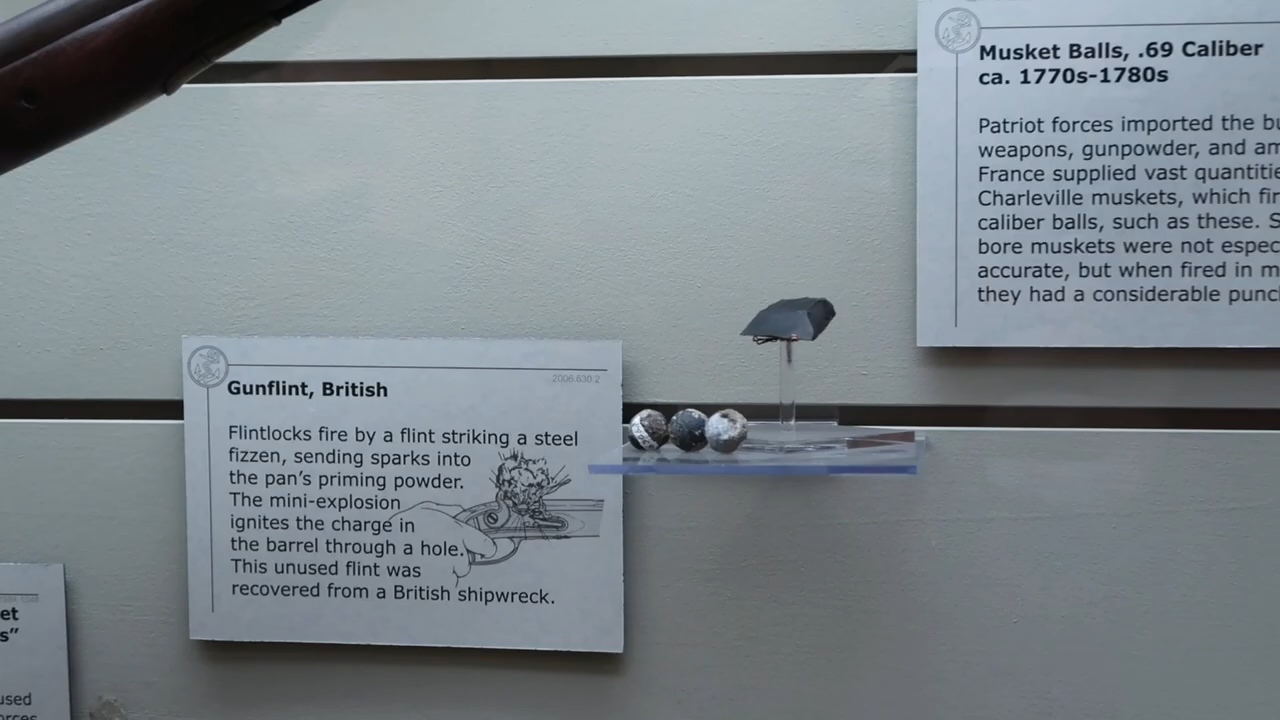 Musket Balls, .69 Caliber
ca. 1770s-1780s
Patriot forces imported the
weapons, gunpowder, and
France supplied vast
Charleville muskets, which
caliber balls, such as these.
bore muskets were not
accurate, but when fired in
they had a considerable
Gunflint, British
2006.630.2
Flintlocks fire by a flint striking a steel
fizzen, sending sparks into
the pan's priming powder.
The mini-explosion
ignites the charge in
the barrel through a hole.
This unused flint was
recovered from a British shipwreck.